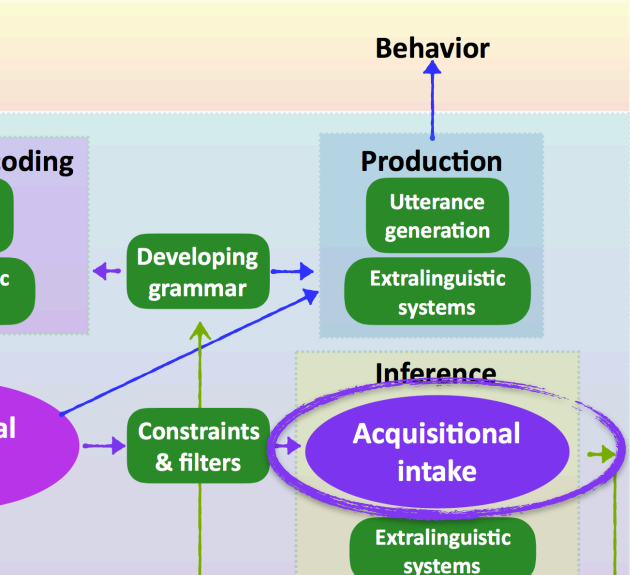 Behavior
oding
Production
Utterance
generation
Developing
grammar
c
Extralinguistic
systems
Inference
al
Constraints
& filters
Acquisitional
intake
Extralinguistic
systems